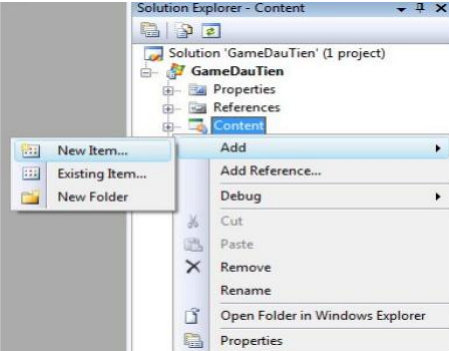 Solution Explorer - Content
Solution 'GameDauTien' (1 project)
GameDauTien
Properties
References
Content
New Item...
Existing Item...
New Folder
Add
Add Reference...
Debug
Cut
Paste
Remove
Rename
Open Folder in Windows Explorer
Properties